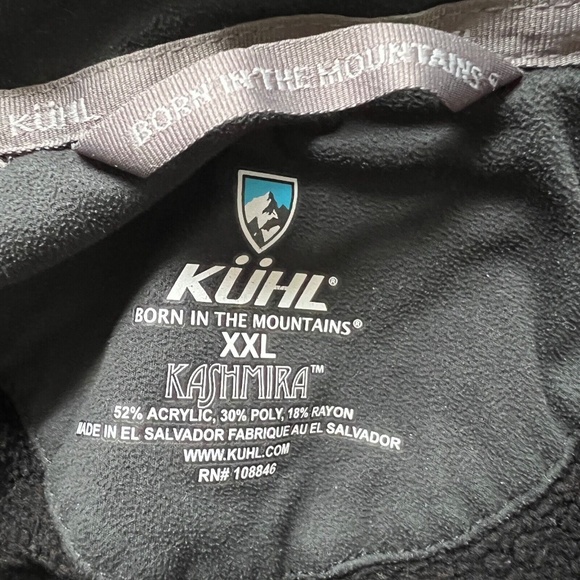 KÜHL BORN IN THE MOUNTAINS
KÜHL®
BORN IN THE MOUNTAINS®
XXL
KASHMIRA™
52% ACRYLIC, 30% POLY, 18% RAYON
MADE IN EL SALVADOR FABRIQUE AU EL SALVADOR
WWW.KUHL.COM
RN# 108846